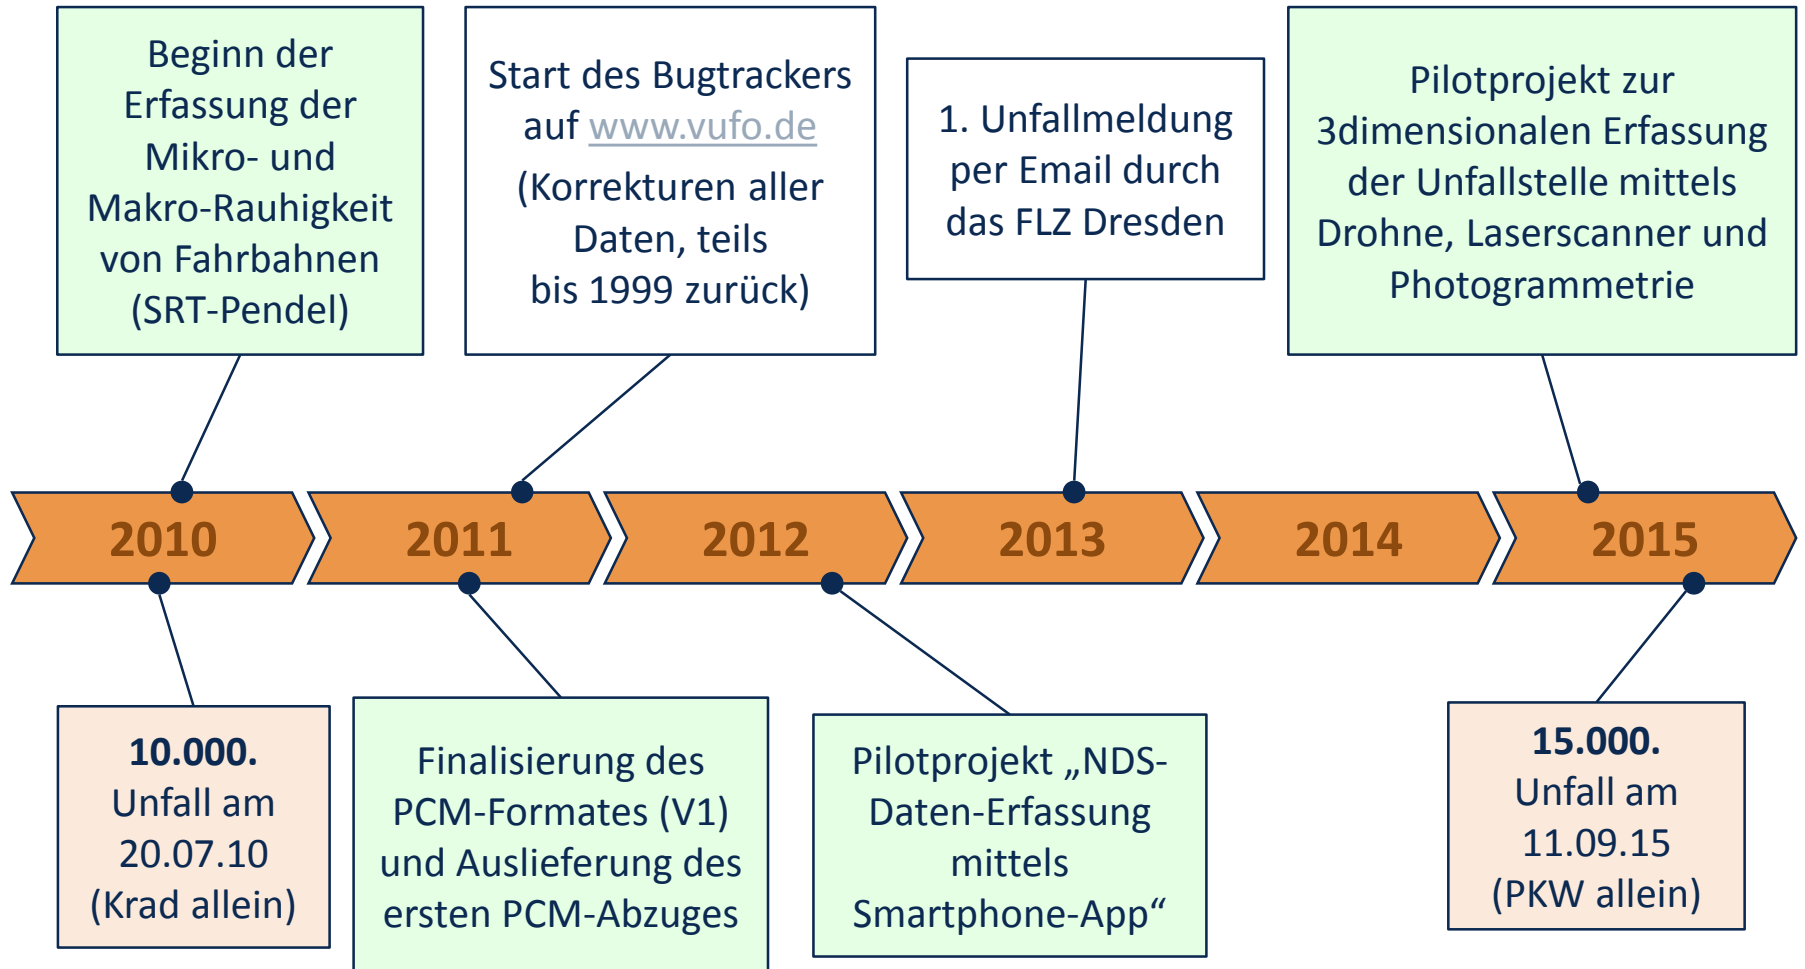 Beginn der
Erfassung der
Mikro- und
Makro-Rauhigkeit
von Fahrbahnen
(SRT-Pendel)
Start des Bugtrackers
auf www.vufo.de
(Korrekturen aller
Daten, teils
bis 1999 zurück)
1. Unfallmeldung
per Email durch
das FLZ Dresden
Pilotprojekt zur
3dimensionalen Erfassung
der Unfallstelle mittels
Drohne, Laserscanner und
Photogrammetrie
2010
2011
2012
2013
2014
2015
10.000.
Unfall am
20.07.10
(Krad allein)
Finalisierung des
PCM-Formates (V1)
und Auslieferung des
ersten PCM-Abzuges
Pilotprojekt „NDS-
Daten-Erfassung
mittels
Smartphone-App“
15.000.
Unfall am
11.09.15
(PKW allein)